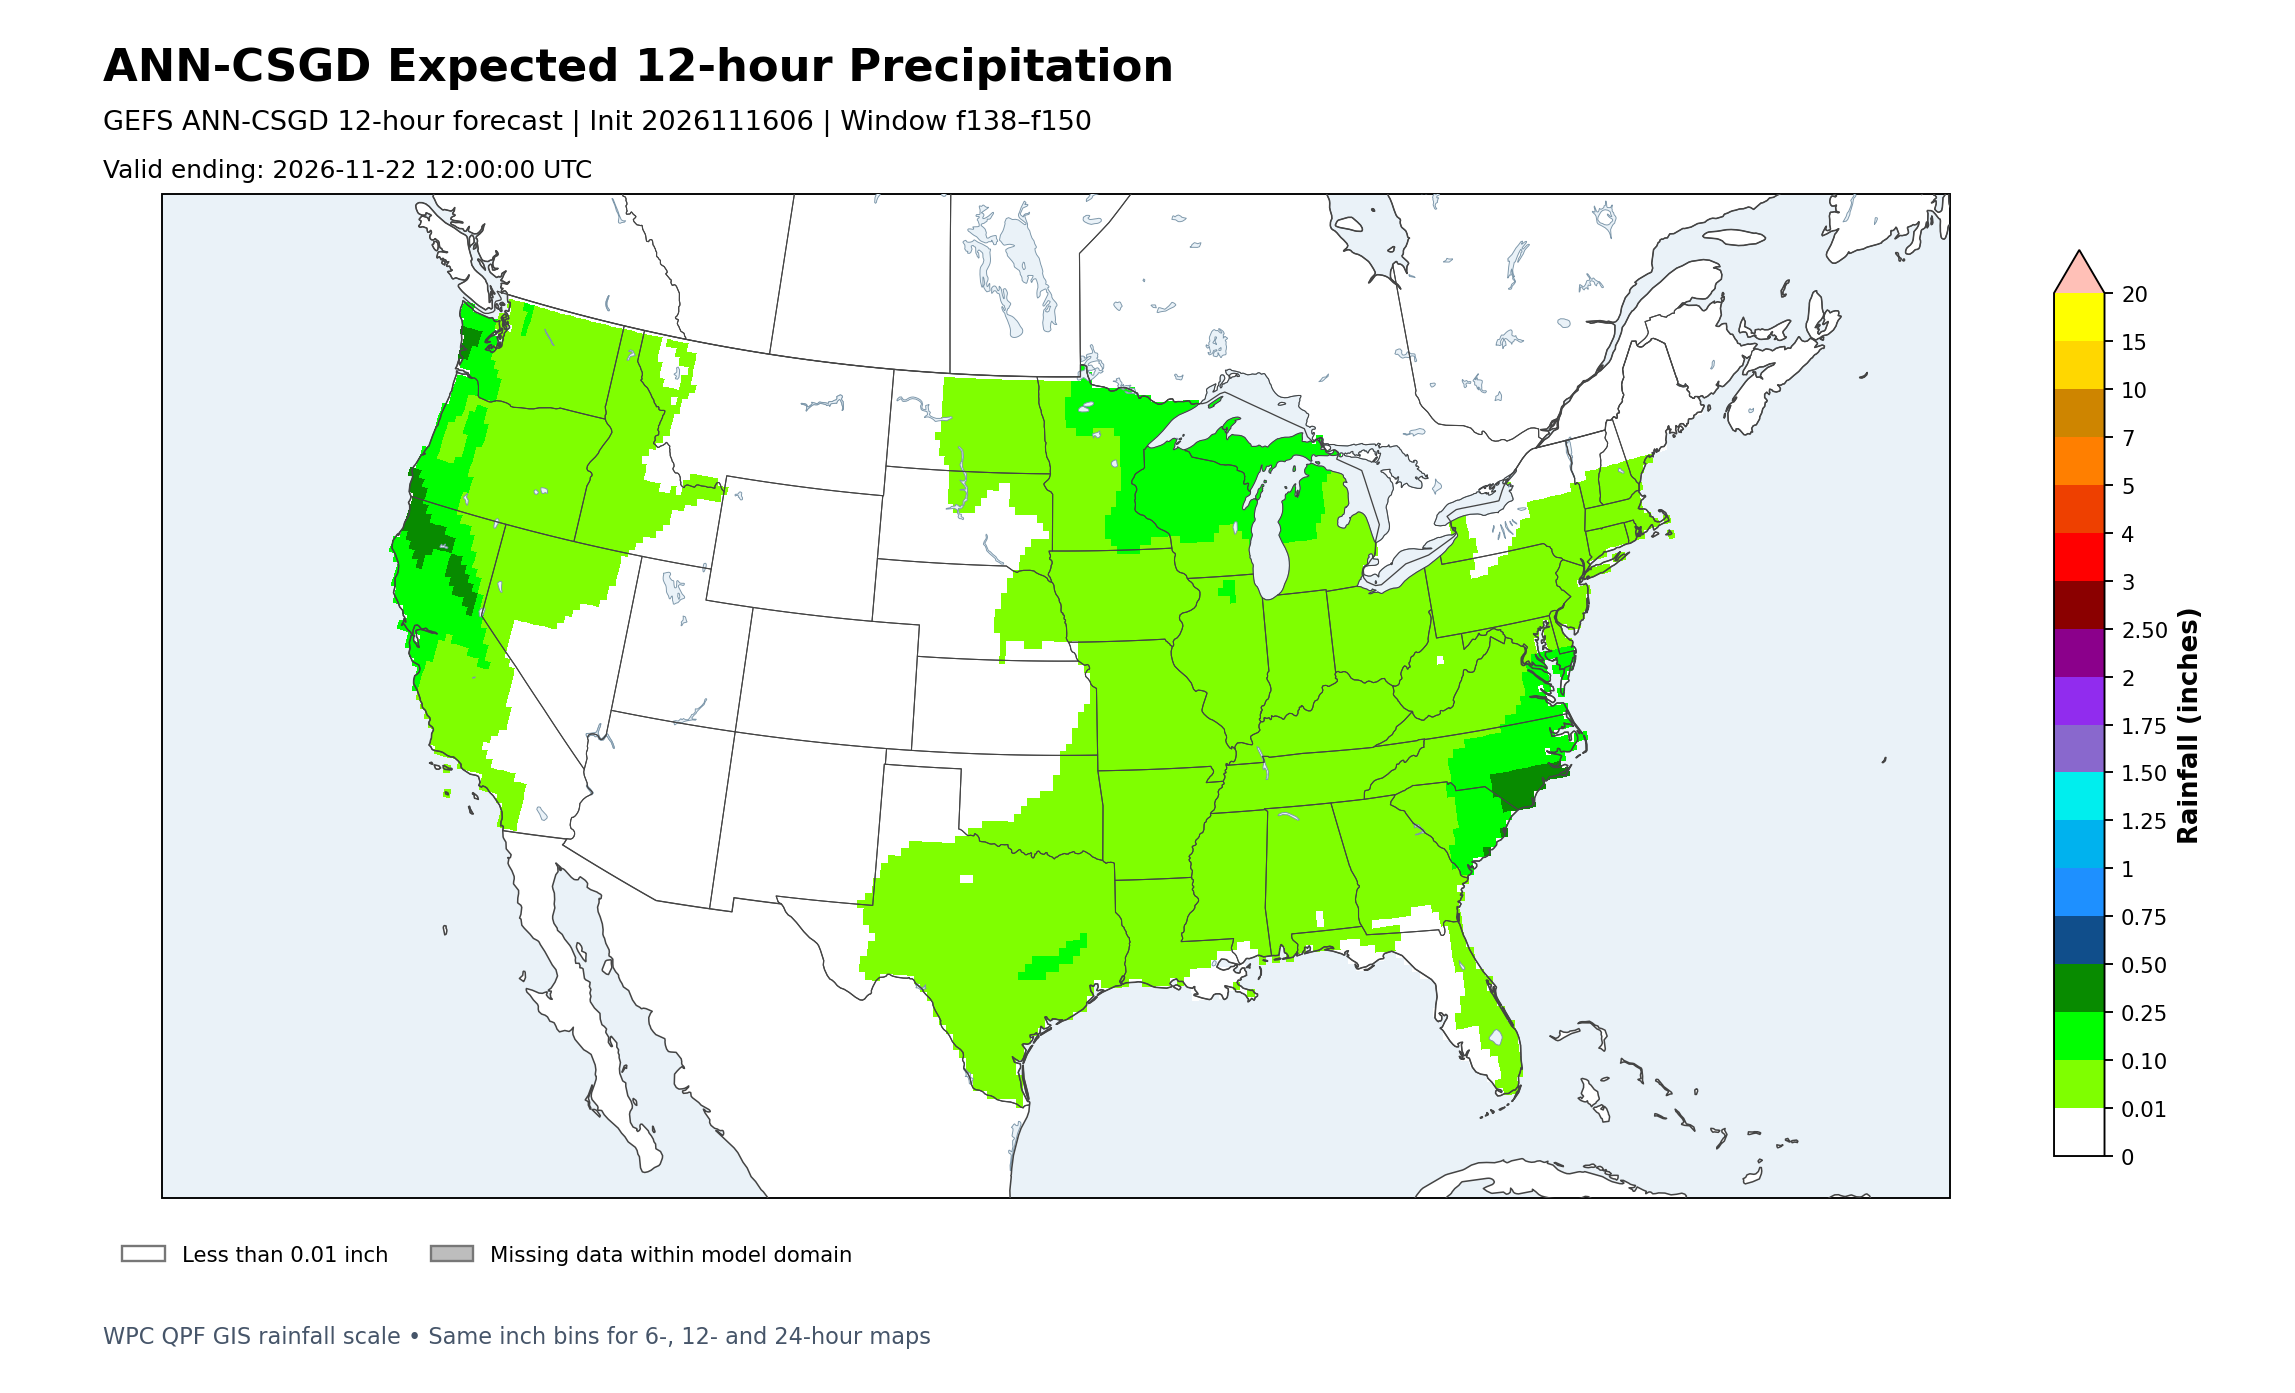 ANN-CSGD Expected 12-hour Precipitation
GEFS ANN-CSGD 12-hour forecast | Init 2026111606 | Window f138–f150
Valid ending: 2026-11-22 12:00:00 UTC
20
15
10
7
5
4
3
2.50
2
1.75
1.50
1.25
1
0.75
0.50
0.25
0.10
0.01
0
Rainfall (inches)
Less than 0.01 inch
Missing data within model domain
WPC QPF GIS rainfall scale • Same inch bins for 6-, 12- and 24-hour maps